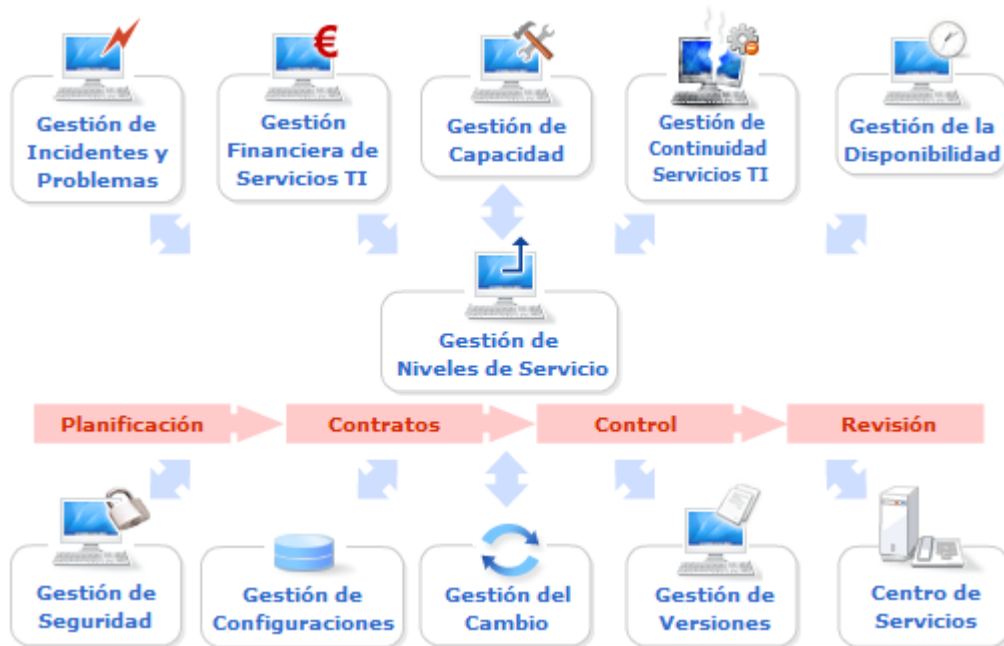 Gestión de
Incidentes y
Problemas
€
Gestión
Financiera de
Servicios TI
Gestión de
Capacidad
Gestión de
Continuidad
Servicios TI
Gestión de la
Disponibilidad
Gestión de
Niveles de Servicio
Planificación
Contratos
Control
Revisión
Gestión de
Seguridad
Gestión de
Configuraciones
Gestión del
Cambio
Gestión de
Versiones
Centro de
Servicios